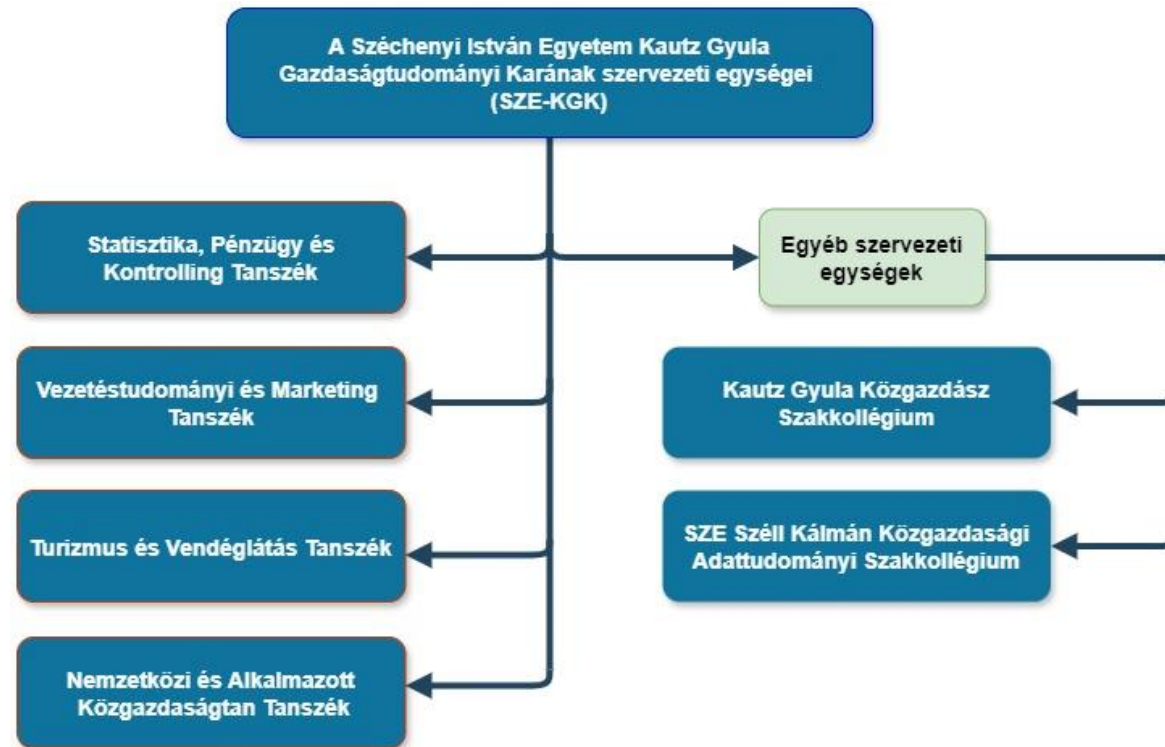 A Széchenyi István Egyetem Kautz Gyula
Gazdaságtudományi Karának szervezeti egységei
(SZE-KGK)
Statisztika, Pénzügy és
Kontrolling Tanszék
Egyéb szervezeti
egységek
Vezetéstudományi és Marketing
Tanszék
Kautz Gyula Közgazdász
Szakkollégium
Turizmus és Vendéglátás Tanszék
SZE Széll Kálmán Közgazdasági
Adattudományi Szakkollégium
Nemzetközi és Alkalmazott
Közgazdaságtan Tanszék